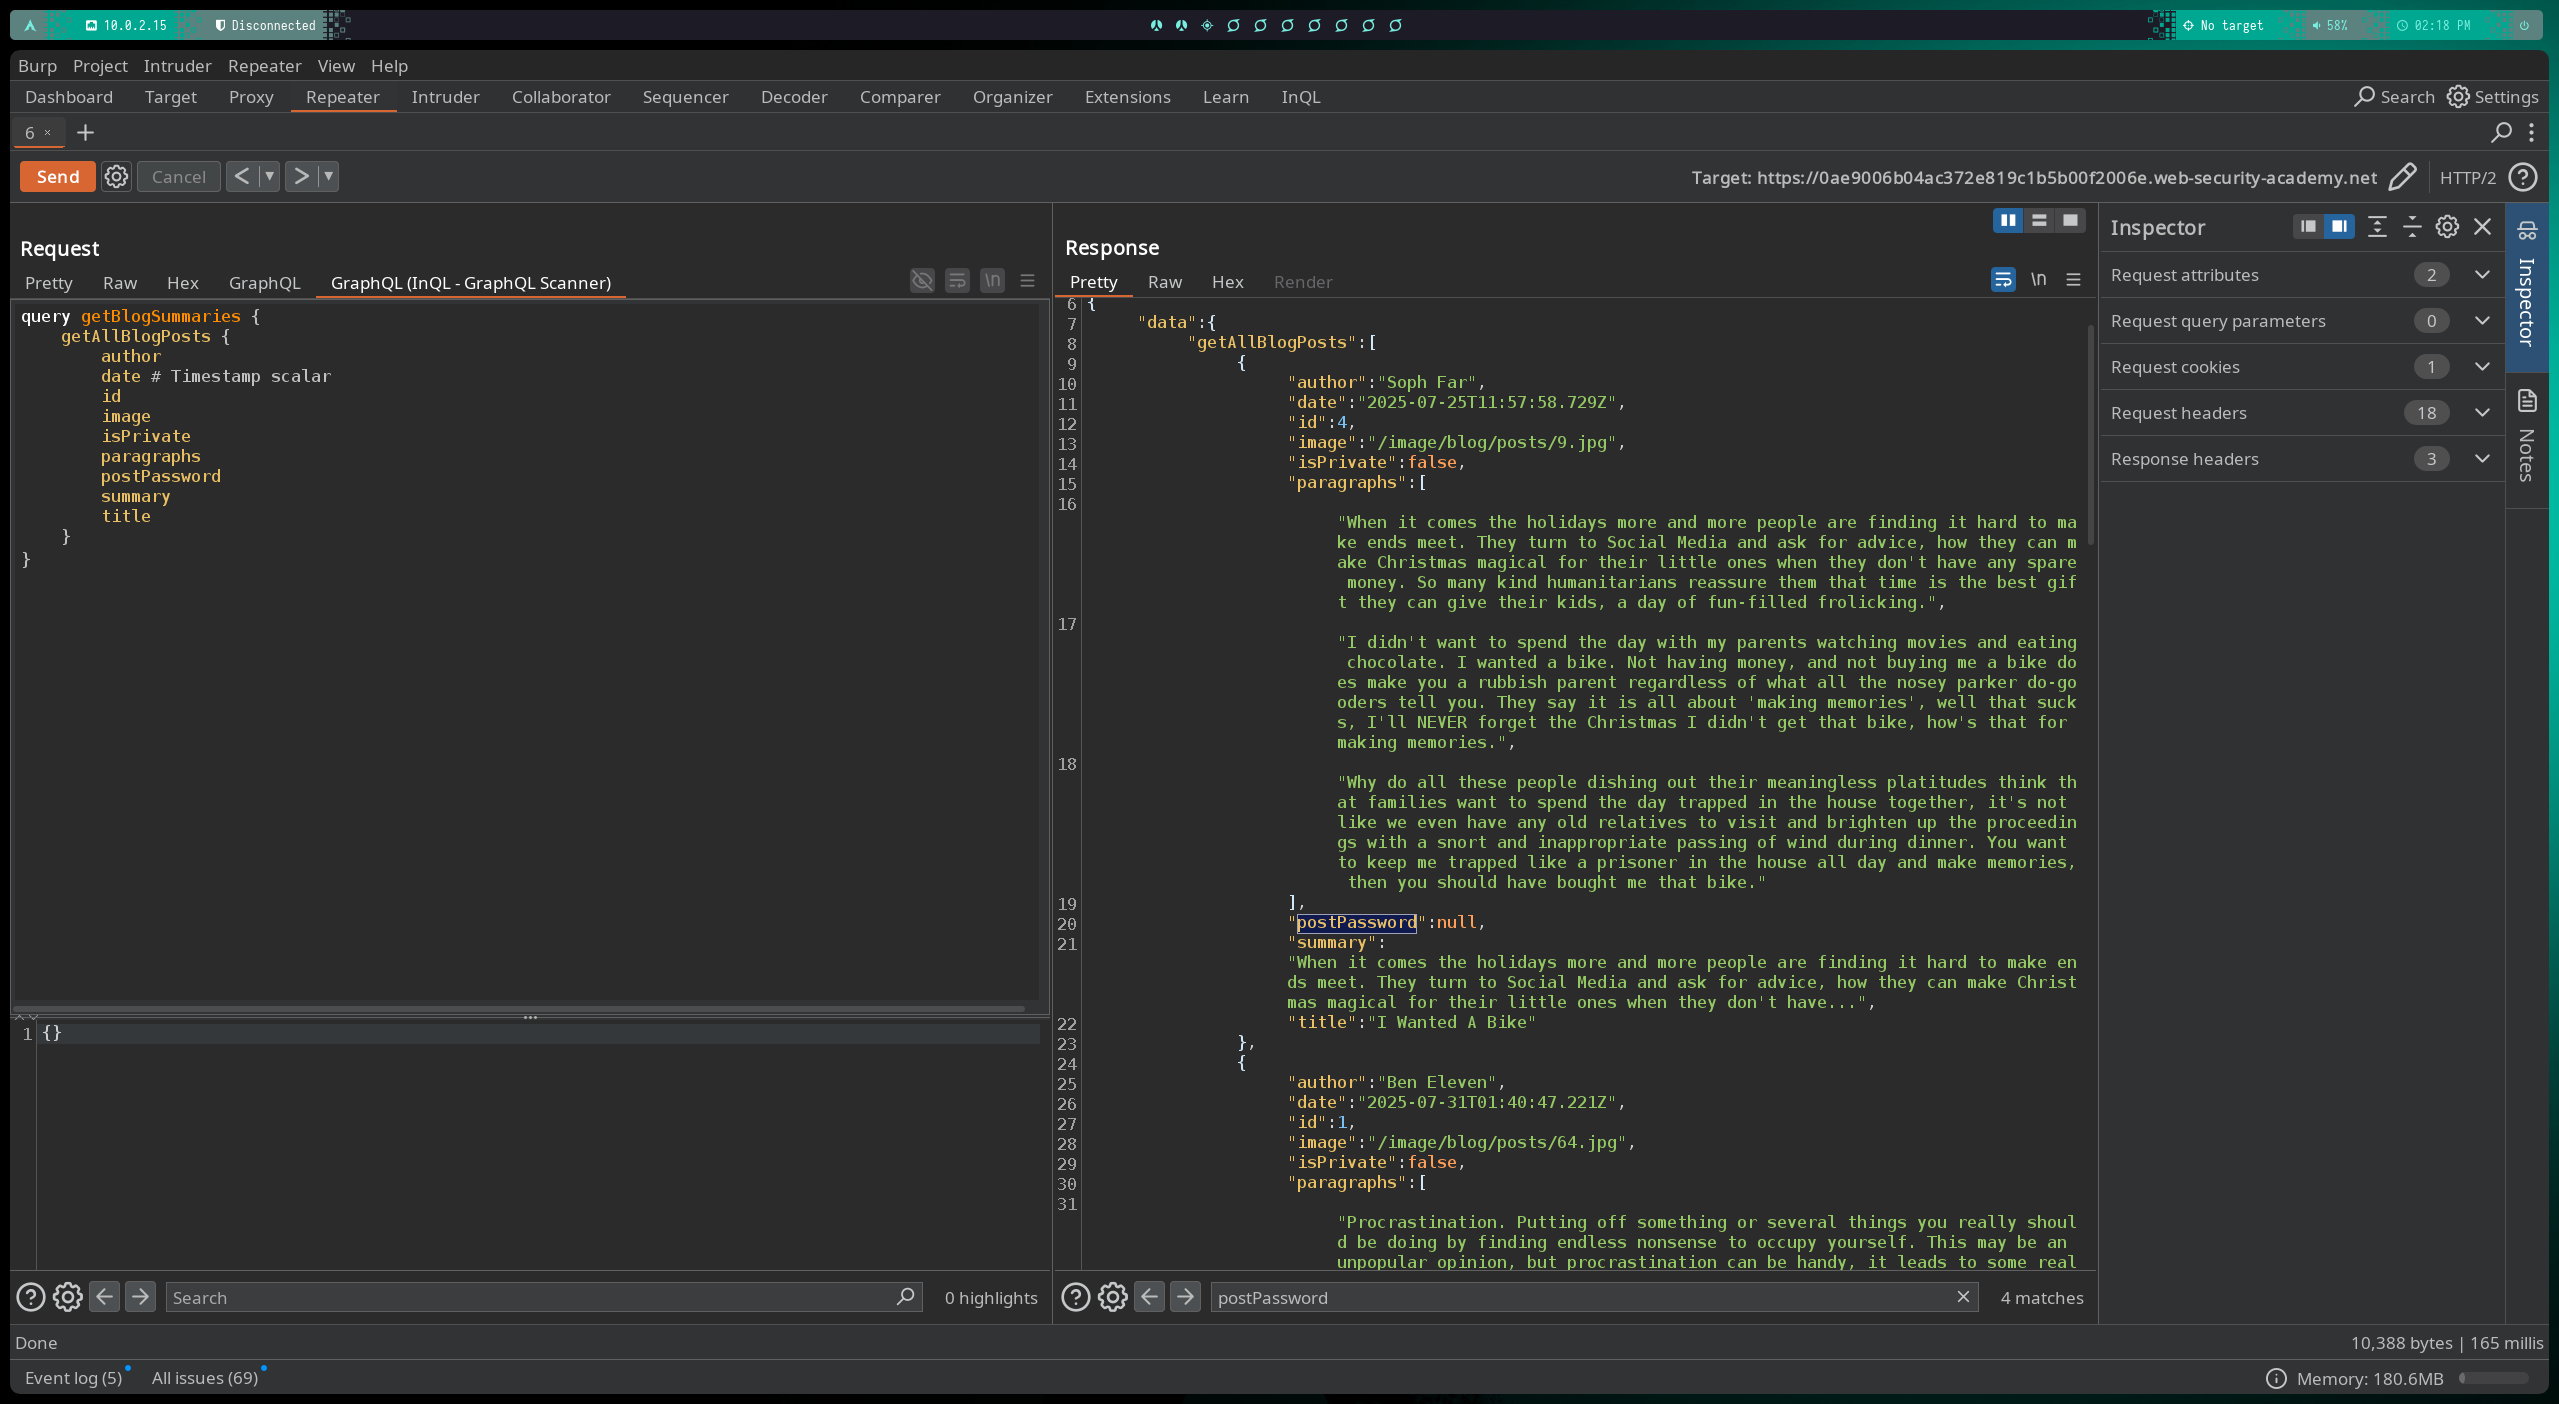 10.0.2.15 Disconnected No target 58% 02:18 PM
Burp Project Intruder Repeater View Help
Dashboard Target Proxy Repeater Intruder Collaborator Sequencer Decoder Comparer Organizer Extensions Learn InQL Search Settings
6 ×
Send Cancel Target: https://0ae9006b04ac372e819c1b5b00f2006e.web-security-academy.net HTTP/2
Request
Pretty Raw Hex GraphQL GraphQL (InQL - GraphQL Scanner)
query getBlogSummaries {
getAllBlogPosts {
author
date # Timestamp scalar
id
image
isPrivate
paragraphs
postPassword
summary
title
}
}
1 {}
Search 0 highlights
Response
Pretty Raw Hex Render
\n
6 {
7 "data":{
8 "getAllBlogPosts":[
9 {
10 "author":"Soph Far",
11 "date":"2025-07-25T11:57:58.729Z",
12 "id":4,
13 "image":"/image/blog/posts/9.jpg",
14 "isPrivate":false,
15 "paragraphs":[
16
"When it comes the holidays more and more people are finding it hard to ma
ke ends meet. They turn to Social Media and ask for advice, how they can m
ake Christmas magical for their little ones when they don't have any spare
money. So many kind humanitarians reassure them that time is the best gif
t they can give their kids, a day of fun-filled frolicking.",
17
"I didn't want to spend the day with my parents watching movies and eating
chocolate. I wanted a bike. Not having money, and not buying me a bike do
es make you a rubbish parent regardless of what all the nosey parker do-go
oders tell you. They say it is all about 'making memories', well that suck
s, I'll NEVER forget the Christmas I didn't get that bike, how's that for
making memories.",
18
"Why do all these people dishing out their meaningless platitudes think th
at families want to spend the day trapped in the house together, it's not
like we even have any old relatives to visit and brighten up the proceedin
gs with a snort and inappropriate passing of wind during dinner. You want
to keep me trapped like a prisoner in the house all day and make memories,
then you should have bought me that bike."
19 ],
20 "postPassword":null,
21 "summary":
"When it comes the holidays more and more people are finding it hard to make en
ds meet. They turn to Social Media and ask for advice, how they can make Christ
mas magical for their little ones when they don't have...",
22 "title":"I Wanted A Bike"
23 },
24 {
25 "author":"Ben Eleven",
26 "date":"2025-07-31T01:40:47.221Z",
27 "id":1,
28 "image":"/image/blog/posts/64.jpg",
29 "isPrivate":false,
30 "paragraphs":[
31
"Procrastination. Putting off something or several things you really shoul
d be doing by finding endless nonsense to occupy yourself. This may be an
unpopular opinion, but procrastination can be handy, it leads to some real
postPassword 4 matches
Inspector
Request attributes 2
Request query parameters 0
Request cookies 1
Request headers 18
Response headers 3
Inspector
Notes
Done 10,388 bytes | 165 millis
Event log (5) All issues (69) Memory: 180.6MB